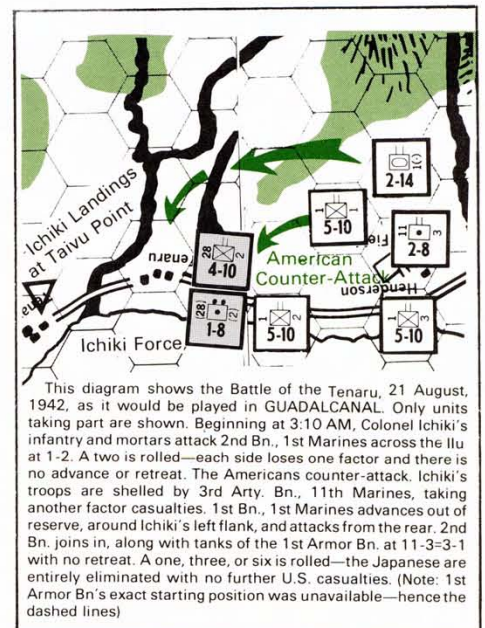 Ichiki Landings
at Taivu Point
2-14
1
1
5-10
11
3
2-8
28
2
4-10
Tenaru
American
Counter-Attack
Henderson
Fiel
(28)
(2)
1-8
1
2
5-10
1
3
5-10
Ichiki Force
This diagram shows the Battle of the Tenaru, 21 August,
1942, as it would be played in GUADALCANAL. Only units
taking part are shown. Beginning at 3:10 AM, Colonel Ichiki's
infantry and mortars attack 2nd Bn., 1st Marines across the Ilu
at 1-2. A two is rolled—each side loses one factor and there is
no advance or retreat. The Americans counter-attack. Ichiki's
troops are shelled by 3rd Arty. Bn., 11th Marines, taking
another factor casualties. 1st Bn., 1st Marines advances out of
reserve, around Ichiki's left flank, and attacks from the rear. 2nd
Bn. joins in, along with tanks of the 1st Armor Bn. at 11-3=3-1
with no retreat. A one, three, or six is rolled—the Japanese are
entirely eliminated with no further U.S. casualties. (Note: 1st
Armor Bn's exact starting position was unavailable—hence the
dashed lines)